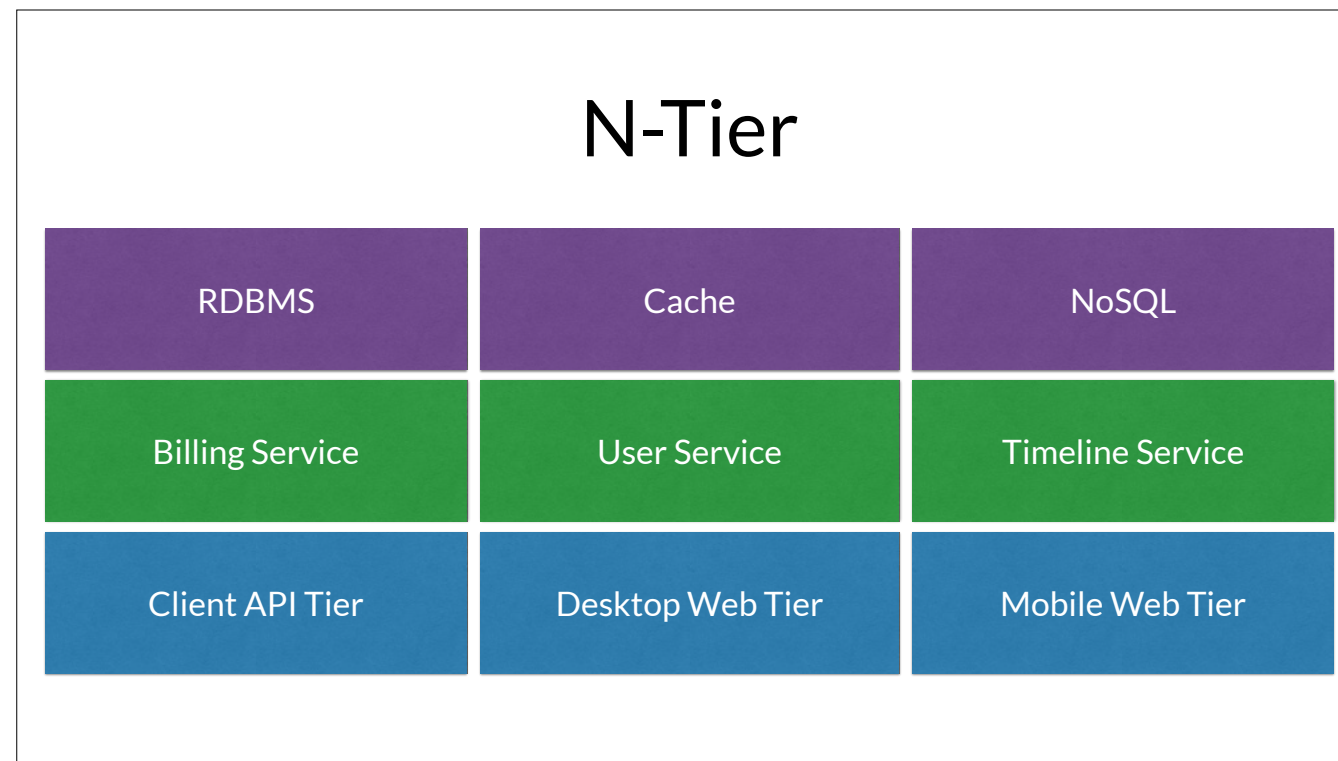 N-Tier
RDBMS
Cache
NoSQL
Billing Service
User Service
Timeline Service
Client API Tier
Desktop Web Tier
Mobile Web Tier